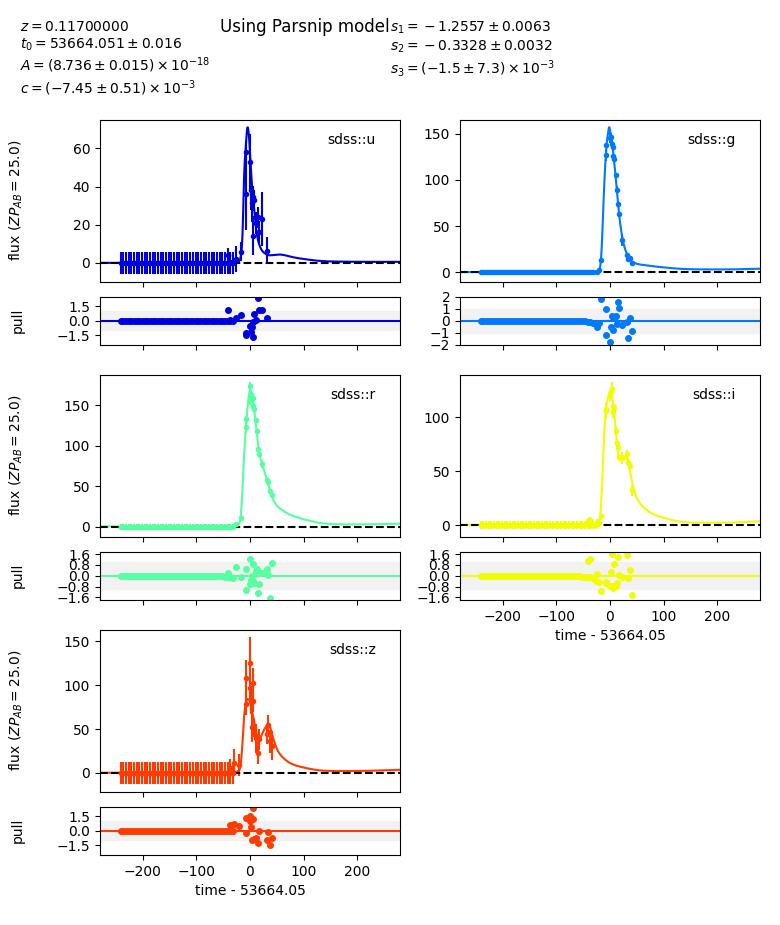 Using Parsnip model
z = 0.11700000
t₀ = 53664.051 ± 0.016
A = (8.736 ± 0.015) × 10⁻¹⁸
c = (−7.45 ± 0.51) × 10⁻³
s₁ = −1.2557 ± 0.0063
s₂ = −0.3328 ± 0.0032
s₃ = (−1.5 ± 7.3) × 10⁻³
sdss::u
flux (ZP_AB = 25.0)
60
40
20
0
pull
1.5
0.0
−1.5
sdss::g
150
100
50
0
2
1
0
−1
−2
sdss::r
flux (ZP_AB = 25.0)
150
100
50
0
pull
1.6
0.8
0.0
−0.8
−1.6
sdss::i
100
50
0
1.6
0.8
0.0
−0.8
−1.6
−200 −100 0 100 200
time - 53664.05
sdss::z
flux (ZP_AB = 25.0)
150
100
50
0
pull
1.5
0.0
−1.5
−200 −100 0 100 200
time - 53664.05